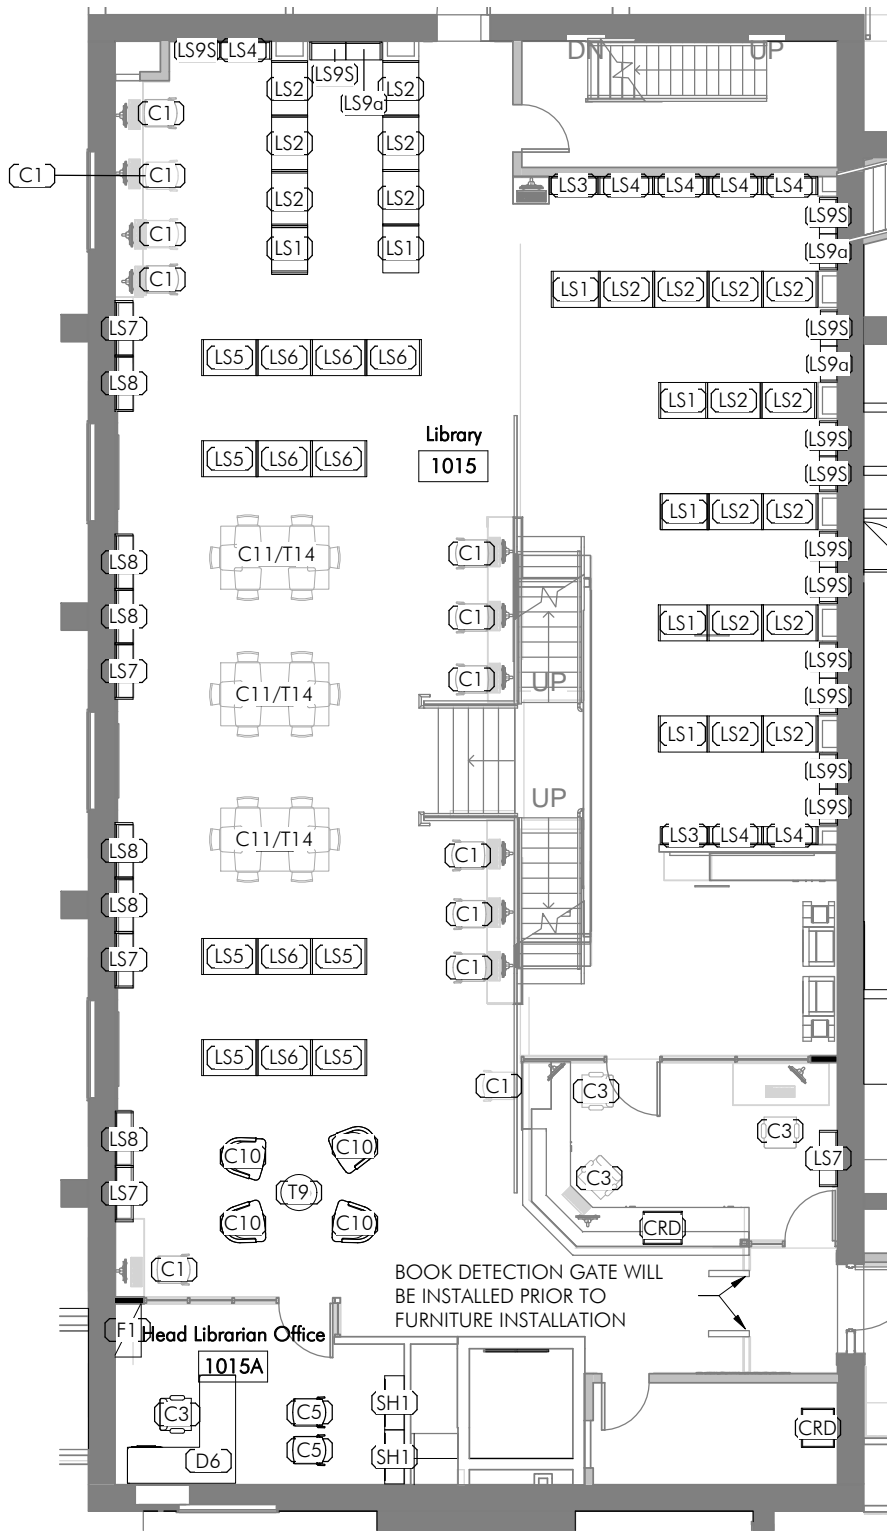 LS9S LS4
LS9S
LS9a
DN UP
LS2 LS2
C1
LS2 LS2
C1 C1
LS3 LS4 LS4 LS4 LS4
LS2 LS2
LS9S
C1
LS1 LS1
LS9a
C1
LS1 LS2 LS2 LS2 LS2
LS7
LS9S
LS5 LS6 LS6 LS6
LS9a
LS8
LS1 LS2 LS2
Library
1015
LS9S
LS5 LS6 LS6
LS9S
LS1 LS2 LS2
C11/T14
C1
LS9S
LS8
LS9S
LS8
C1
LS1 LS2 LS2
LS7
C1
UP
LS9S
C11/T14
LS9S
LS1 LS2 LS2
LS9S
UP
LS9S
C11/T14
LS3 LS4 LS4
LS8
C1
LS8
C1
LS7
LS5 LS6 LS5
C1
LS5 LS6 LS5
C1
C3
LS8
C3
C10 C10
LS7
C3
LS7
T9
C10 C10
CRD
C1
BOOK DETECTION GATE WILL
BE INSTALLED PRIOR TO
FURNITURE INSTALLATION
F1
Head Librarian Office
1015A
SH1
C3
C5
CRD
C5
D6
SH1